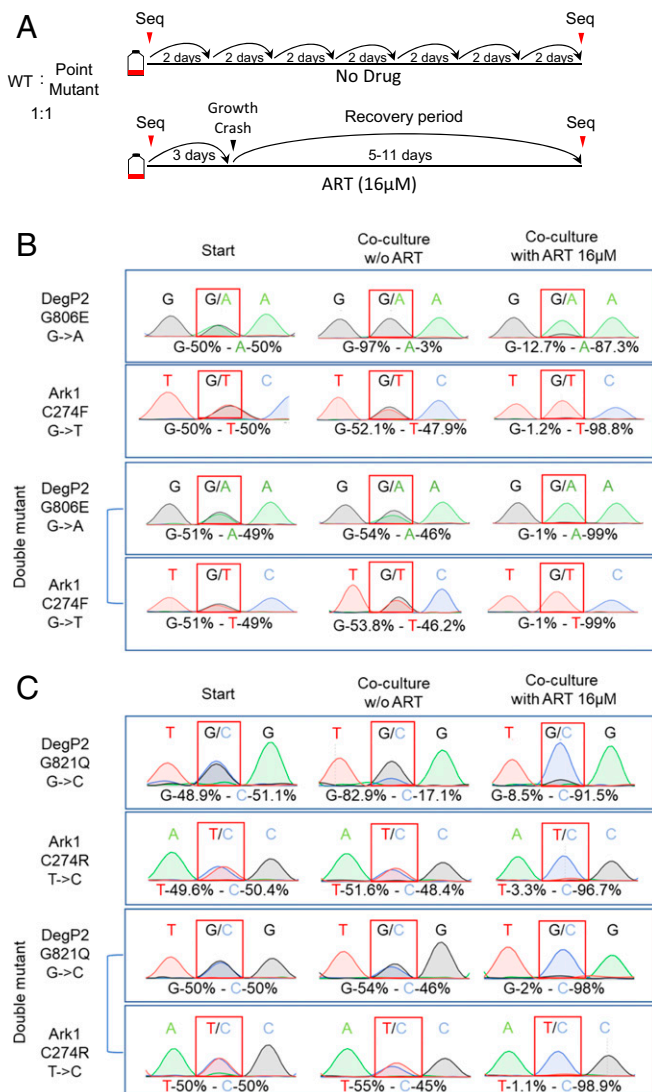 A
Seq
Seq
2 days 2 days 2 days 2 days 2 days 2 days 2 days
No Drug
WT : Point Mutant
1:1
Seq
Growth Crash
Recovery period
Seq
3 days
5-11 days
ART (16µM)
B
Start
Co-culture w/o ART
Co-culture with ART 16µM
DegP2 G806E G->A
G G/A A
G G/A A
G G/A A
G-50% - A-50%
G-97% - A-3%
G-12.7% - A-87.3%
Ark1 C274F G->T
T G/T C
T G/T C
T G/T C
G-50% - T-50%
G-52.1% - T-47.9%
G-1.2% - T-98.8%
Double mutant
DegP2 G806E G->A
G G/A A
G G/A A
G G/A A
G-51% - A-49%
G-54% - A-46%
G-1% - A-99%
Ark1 C274F G->T
T G/T C
T G/T C
T G/T C
G-51% - T-49%
G-53.8% - T-46.2%
G-1% - T-99%
C
Start
Co-culture w/o ART
Co-culture with ART 16µM
DegP2 G821Q G->C
T G/C G
T G/C G
T G/C G
G-48.9% - C-51.1%
G-82.9% - C-17.1%
G-8.5% - C-91.5%
Ark1 C274R T->C
A T/C C
A T/C C
A T/C C
T-49.6% - C-50.4%
T-51.6% - C-48.4%
T-3.3% - C-96.7%
Double mutant
DegP2 G821Q G->C
T G/C G
T G/C G
T G/C G
G-50% - C-50%
G-54% - C-46%
G-2% - C-98%
Ark1 C274R T->C
A T/C C
A T/C C
A T/C C
T-50% - C-50%
T-55% - C-45%
T-1.1% - C-98.9%